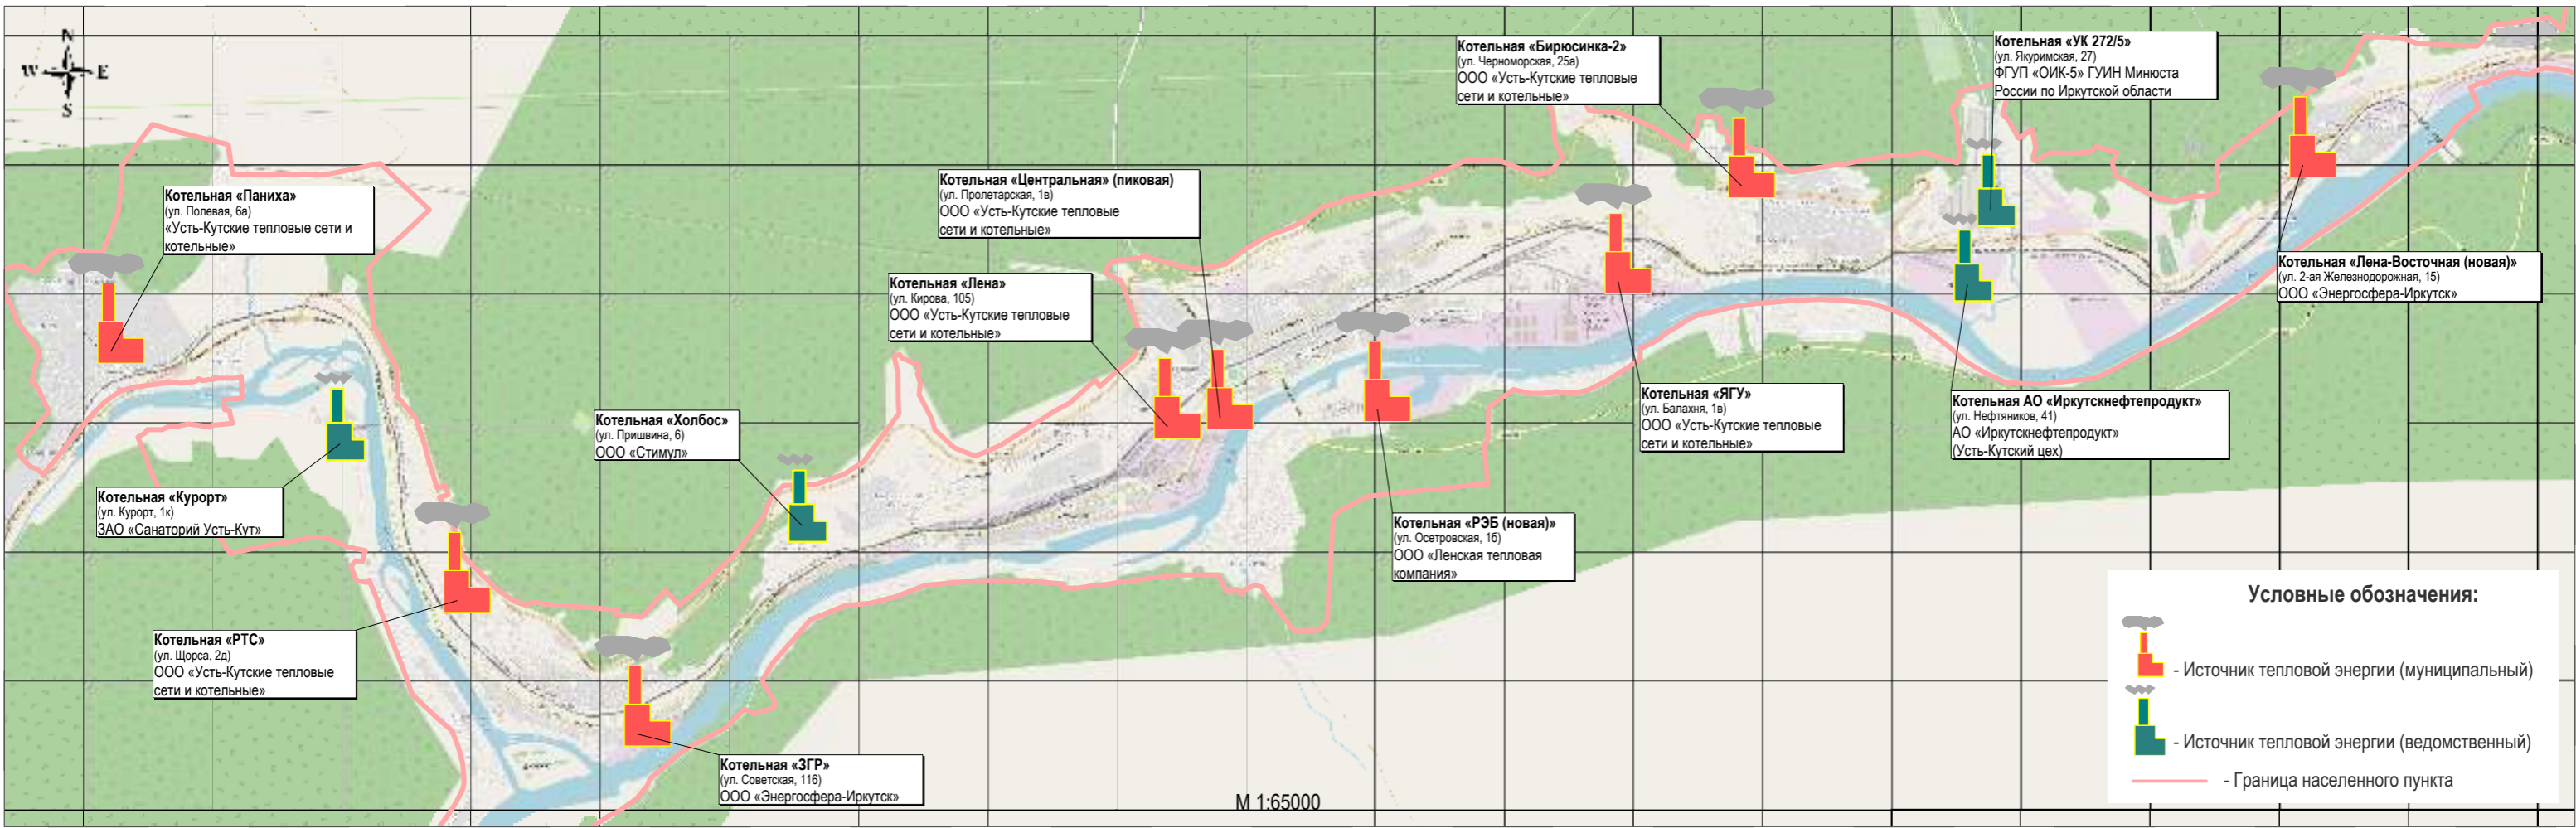 N
W E
S
Котельная «Паниха»
(ул. Полевая, 6а)
«Усть-Кутские тепловые сети и
котельные»
Котельная «Курорт»
(ул. Курорт, 1к)
ЗАО «Санаторий Усть-Кут»
Котельная «РТС»
(ул. Щорса, 2д)
ООО «Усть-Кутские тепловые
сети и котельные»
Котельная «Холбос»
(ул. Пришвина, 6)
ООО «Стимул»
Котельная «ЗГР»
(ул. Советская, 116)
ООО «Энергосфера-Иркутск»
Котельная «Центральная» (пиковая)
(ул. Пролетарская, 1в)
ООО «Усть-Кутские тепловые
сети и котельные»
Котельная «Лена»
(ул. Кирова, 105)
ООО «Усть-Кутские тепловые
сети и котельные»
Котельная «Бирюсинка-2»
(ул. Черноморская, 25а)
ООО «Усть-Кутские тепловые
сети и котельные»
Котельная «РЭБ (новая)»
(ул. Осетровская, 1б)
ООО «Ленская тепловая
компания»
Котельная «ЯГУ»
(ул. Балахня, 1в)
ООО «Усть-Кутские тепловые
сети и котельные»
Котельная «УК 272/5»
(ул. Якуримская, 27)
ФГУП «ОИК-5» ГУИН Минюста
России по Иркутской области
Котельная АО «Иркутскнефтепродукт»
(ул. Нефтяников, 41)
АО «Иркутскнефтепродукт»
(Усть-Кутский цех)
Котельная «Лена-Восточная (новая)»
(ул. 2-ая Железнодорожная, 15)
ООО «Энергосфера-Иркутск»
М 1:65000
Условные обозначения:
- Источник тепловой энергии (муниципальный)
- Источник тепловой энергии (ведомственный)
- Граница населенного пункта